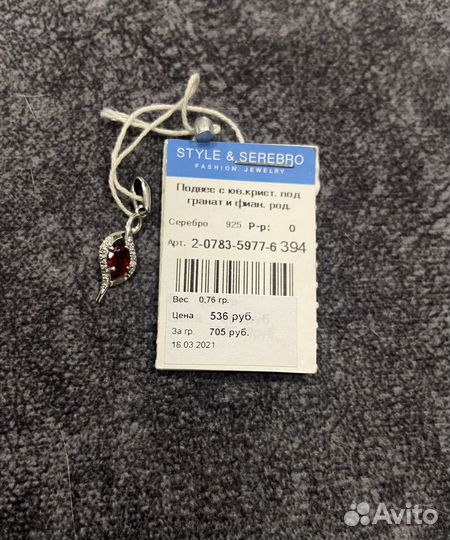 STYLE & SEREBRO
FASHION JEWELRY
Подвес с юв.крист. под
гранат и фиан. род.
Серебро 925 Р-р: 0
Арт. 2-0783-5977-6 394
Вес 0,76 гр.
Цена 536 руб.
За гр. 705 руб.
16.03.2021
Avito